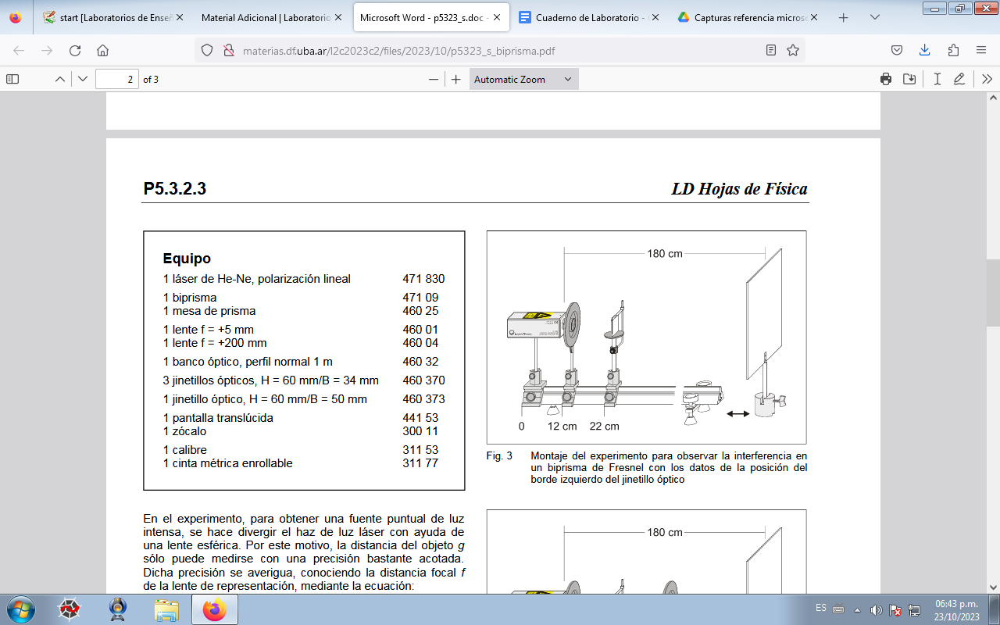 start [Laboratorios de Enseñ
Material Adicional | Laboratorio
Microsoft Word - p5323_s.doc -
Cuaderno de Laboratorio -
Capturas referencia microsc
materias.df.uba.ar/l2c2023c2/files/2023/10/p5323_s_biprisma.pdf
2 of 3
Automatic Zoom
P5.3.2.3
LD Hojas de Física
Equipo
1 láser de He-Ne, polarización lineal 471 830
1 biprisma 471 09
1 mesa de prisma 460 25
1 lente f = +5 mm 460 01
1 lente f = +200 mm 460 04
1 banco óptico, perfil normal 1 m 460 32
3 jinetillos ópticos, H = 60 mm/B = 34 mm 460 370
1 jinetillo óptico, H = 60 mm/B = 50 mm 460 373
1 pantalla translúcida 441 53
1 zócalo 300 11
1 calibre 311 53
1 cinta métrica enrollable 311 77
En el experimento, para obtener una fuente puntual de luz
intensa, se hace divergir el haz de luz láser con ayuda de
una lente esférica. Por este motivo, la distancia del objeto g
sólo puede medirse con una precisión bastante acotada.
Dicha precisión se averigua, conociendo la distancia focal f
de la lente de representación, mediante la ecuación:
180 cm
0 12 cm 22 cm
Fig. 3 Montaje del experimento para observar la interferencia en
un biprisma de Fresnel con los datos de la posición del
borde izquierdo del jinetillo óptico
180 cm
ES
06:43 p.m.
23/10/2023